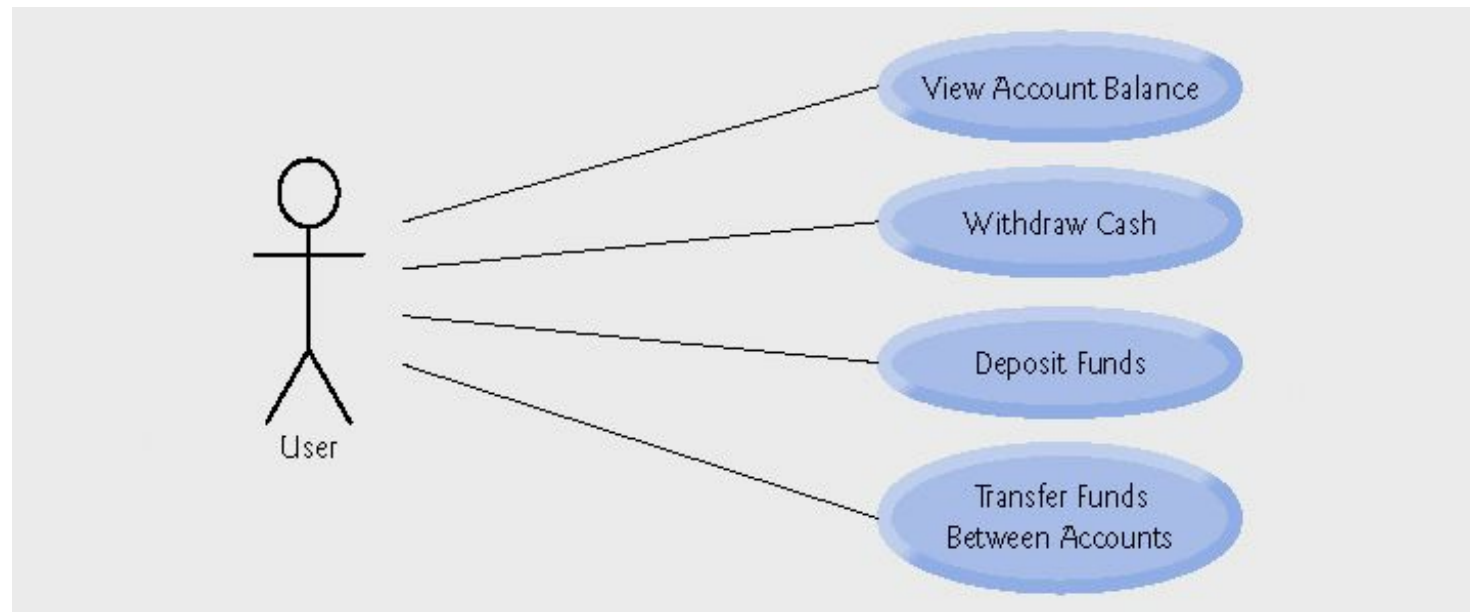 View Account Balance
Withdraw Cash
Deposit Funds
User
Transfer Funds
Between Accounts